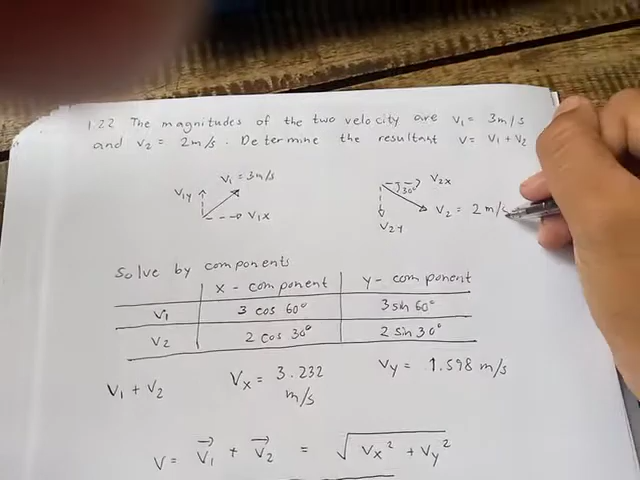 1.22 The magnitudes of the two velocity are V1 = 3m/s
and V2 = 2m/s. Determine the resultant V = V1 + V2
V1 = 3m/s
V1y
V1x
30°
V2x
V2 = 2 m/s
V2y
Solve by components
x - component y - component
V1 3 cos 60° 3 sin 60°
V2 2 cos 30° 2 sin 30°
V1 + V2 Vx = 3.232 m/s Vy = 1.598 m/s
V = V1 + V2 = √Vx² + Vy²